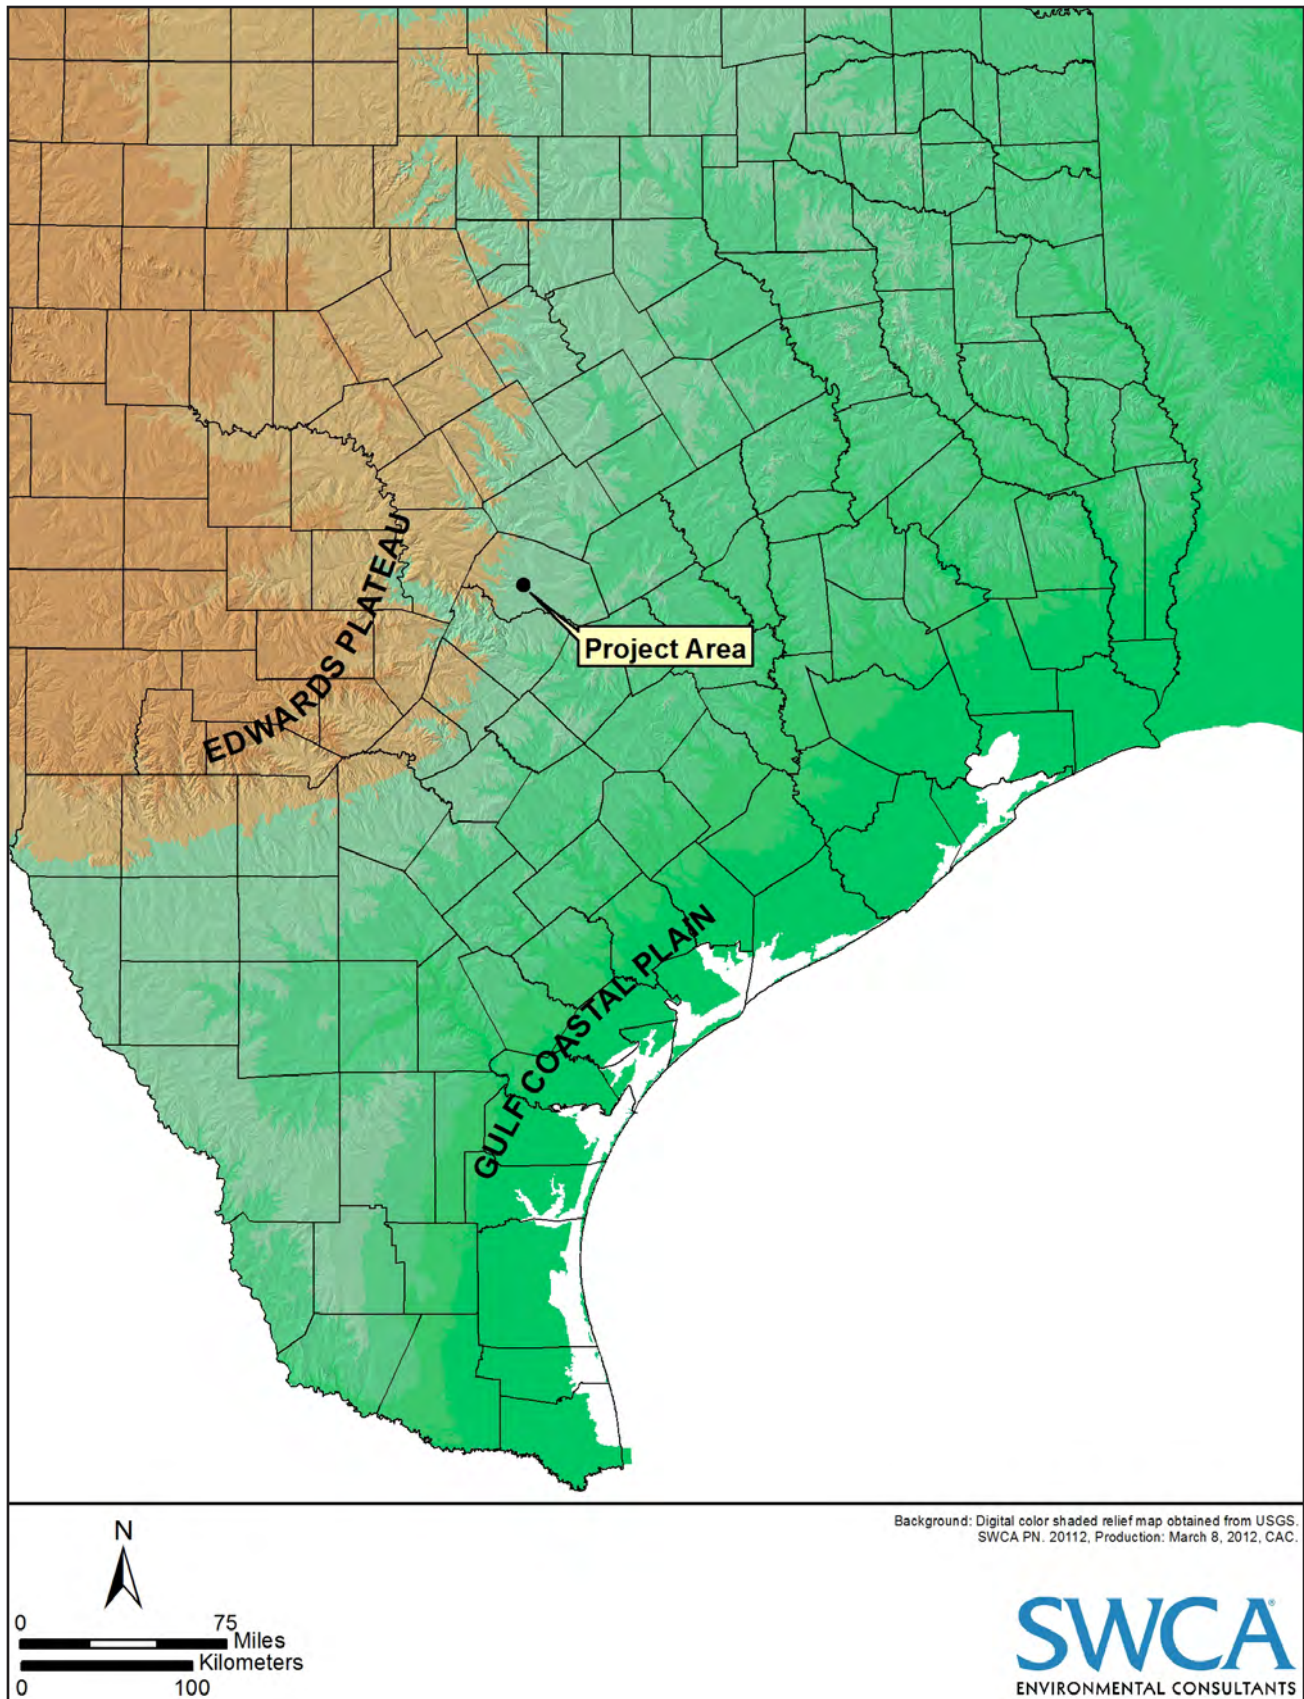 EDWARDS PLATEAU
Project Area
GULF COASTAL PLAIN
Background: Digital color shaded relief map obtained from USGS.
SWCA PN. 20112, Production: March 8, 2012, CAC.
N
0 75
Miles
Kilometers
0 100
SWCA®
ENVIRONMENTAL CONSULTANTS